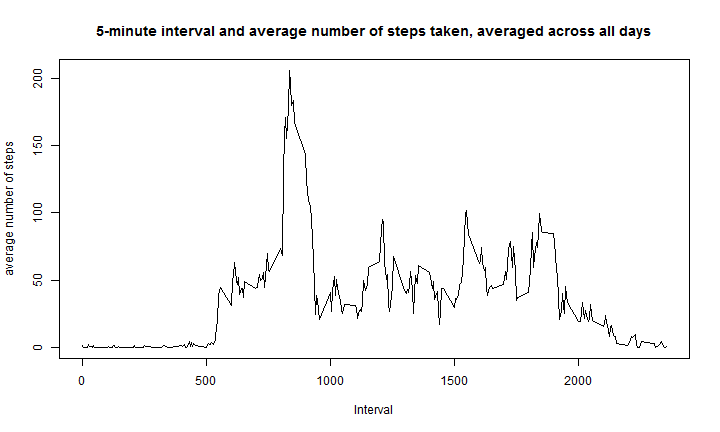 5-minute interval and average number of steps taken, averaged across all days
200
150
100
50
0
average number of steps
0 500 1000 1500 2000
Interval